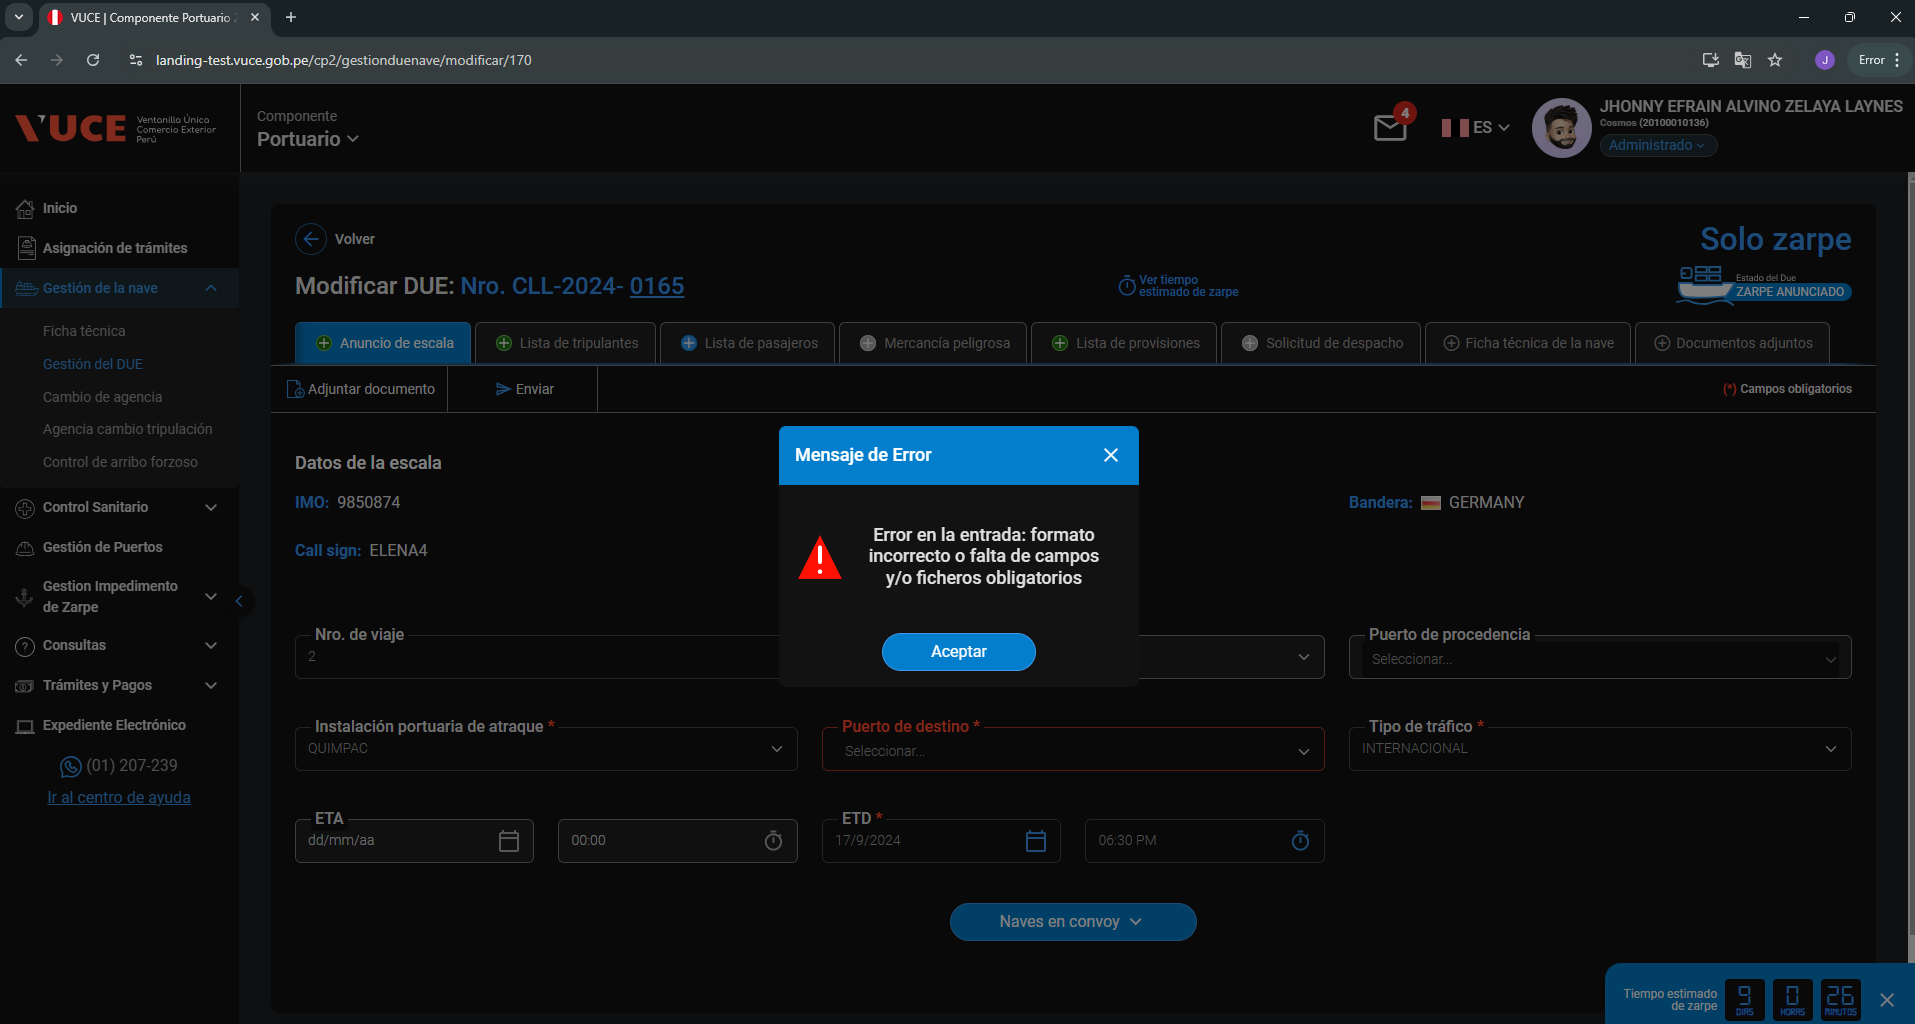 VUCE | Componente Portuario 2
landing-test.vuce.gob.pe/cp2/gestionduenave/modificar/170
J
Error
VUCE
Ventanilla Única
Comercio Exterior
Perú
Componente
Portuario
4
ES
JHONNY EFRAIN ALVINO ZELAYA LAYNES
Cosmos (20100010136)
Administrado
Inicio
Asignación de trámites
Gestión de la nave
Ficha técnica
Gestión del DUE
Cambio de agencia
Agencia cambio tripulación
Control de arribo forzoso
Control Sanitario
Gestión de Puertos
Gestion Impedimento
de Zarpe
Consultas
Trámites y Pagos
Expediente Electrónico
(01) 207-239
Ir al centro de ayuda
Volver
Solo zarpe
Modificar DUE: Nro. CLL-2024- 0165
Ver tiempo
estimado de zarpe
Estado del Due
ZARPE ANUNCIADO
Anuncio de escala
Lista de tripulantes
Lista de pasajeros
Mercancía peligrosa
Lista de provisiones
Solicitud de despacho
Ficha técnica de la nave
Documentos adjuntos
Adjuntar documento
Enviar
(*) Campos obligatorios
Datos de la escala
IMO: 9850874
Bandera: GERMANY
Call sign: ELENA4
Mensaje de Error
Error en la entrada: formato
incorrecto o falta de campos
y/o ficheros obligatorios
Aceptar
Nro. de viaje
2
Puerto de procedencia
Seleccionar...
Instalación portuaria de atraque *
QUIMPAC
Puerto de destino *
Seleccionar...
Tipo de tráfico *
INTERNACIONAL
ETA
dd/mm/aa
00:00
ETD *
17/9/2024
06:30 PM
Naves en convoy
Tiempo estimado
de zarpe
9
DIAS
0
HORAS
26
MINUTOS